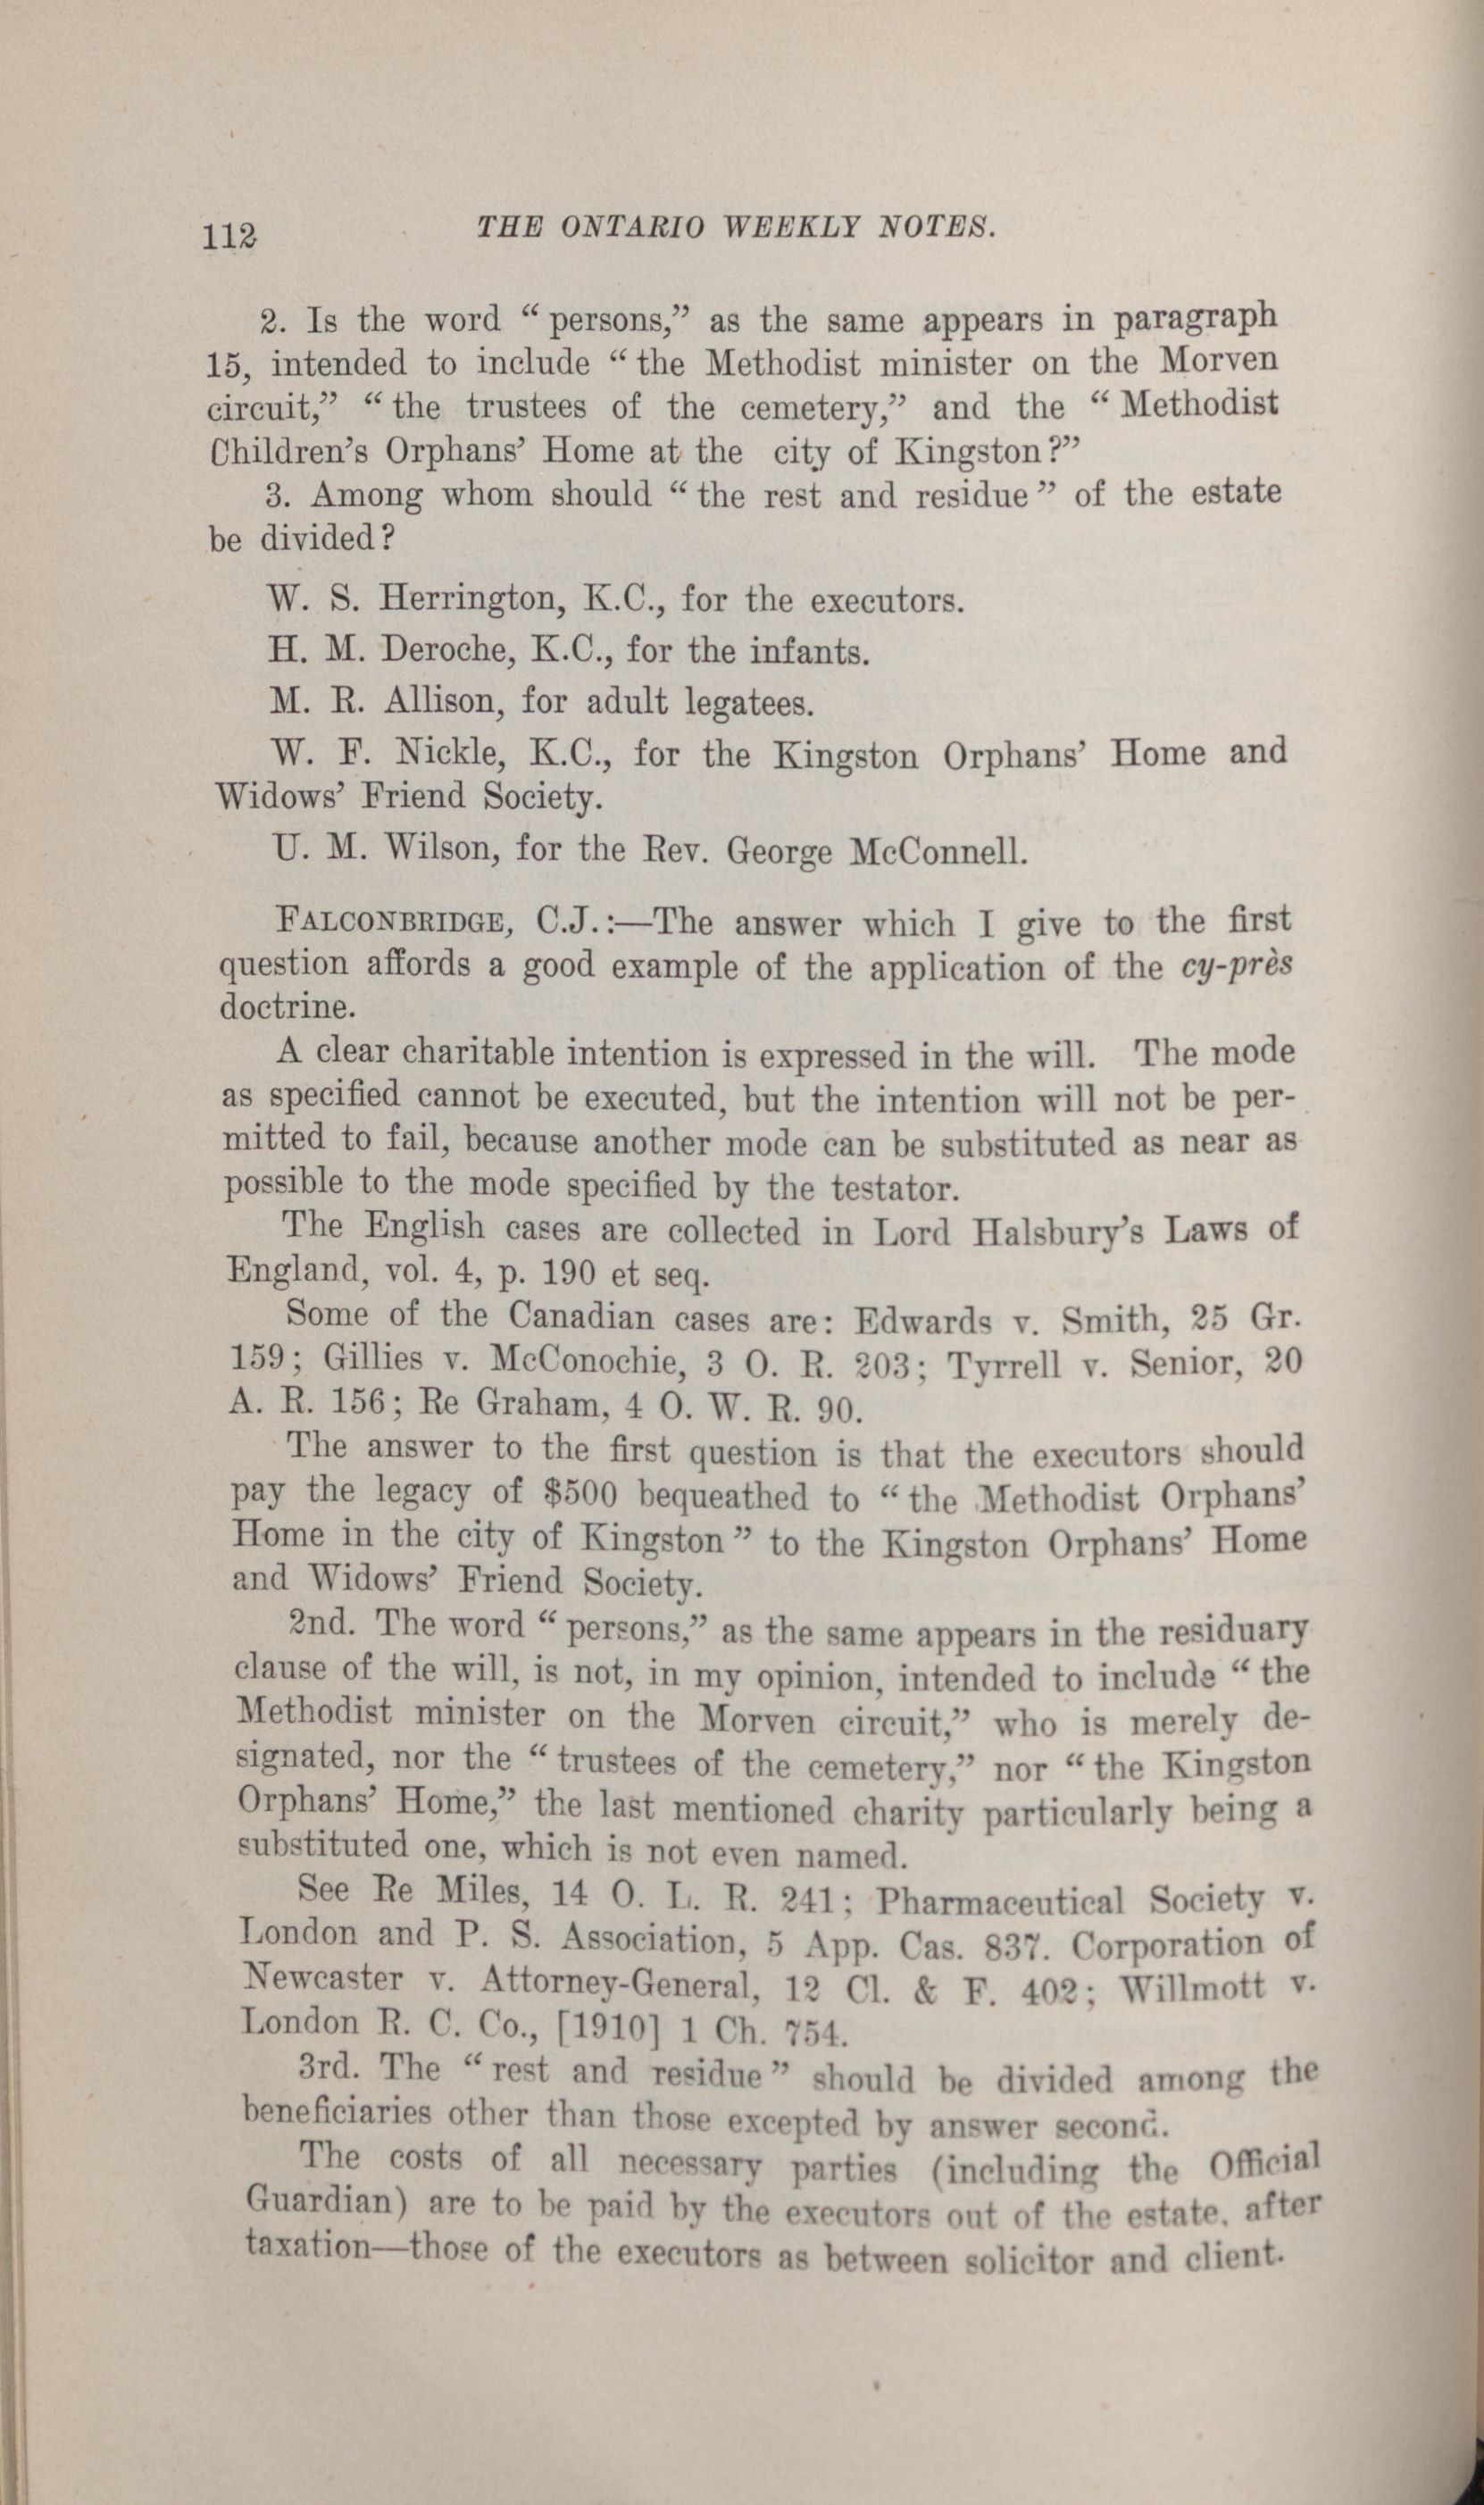 112
THE ONTARIO WEEKLY NOTES.
2. Is the word “persons,” as the same appears in paragraph
15, intended to include “the Methodist minister on the Morven
circuit,” “the trustees of the cemetery,” and the “Methodist
Children’s Orphans’ Home at the city of Kingston?”
3. Among whom should “the rest and residue” of the estate
be divided?
W. S. Herrington, K.C., for the executors.
H. M. Deroche, K.C., for the infants.
M. R. Allison, for adult legatees.
W. F. Nickle, K.C., for the Kingston Orphans’ Home and
Widows’ Friend Society.
U. M. Wilson, for the Rev. George McConnell.
FALCONBRIDGE, C.J.:—The answer which I give to the first
question affords a good example of the application of the cy-près
doctrine.
A clear charitable intention is expressed in the will. The mode
as specified cannot be executed, but the intention will not be per-
mitted to fail, because another mode can be substituted as near as
possible to the mode specified by the testator.
The English cases are collected in Lord Halsbury’s Laws of
England, vol. 4, p. 190 et seq.
Some of the Canadian cases are: Edwards v. Smith, 25 Gr.
159; Gillies v. McConochie, 3 O. R. 203; Tyrrell v. Senior, 20
A. R. 156; Re Graham, 4 O. W. R. 90.
The answer to the first question is that the executors should
pay the legacy of $500 bequeathed to “the Methodist Orphans’
Home in the city of Kingston” to the Kingston Orphans’ Home
and Widows’ Friend Society.
2nd. The word “persons,” as the same appears in the residuary
clause of the will, is not, in my opinion, intended to include “the
Methodist minister on the Morven circuit,” who is merely de-
signated, nor the “trustees of the cemetery,” nor “the Kingston
Orphans’ Home,” the last mentioned charity particularly being a
substituted one, which is not even named.
See Re Miles, 14 O. L. R. 241; Pharmaceutical Society v.
London and P. S. Association, 5 App. Cas. 837. Corporation of
Newcaster v. Attorney-General, 12 Cl. & F. 402; Willmott v.
London R. C. Co., [1910] 1 Ch. 754.
3rd. The “rest and residue” should be divided among the
beneficiaries other than those excepted by answer second.
The costs of all necessary parties (including the Official
Guardian) are to be paid by the executors out of the estate, after
taxation—those of the executors as between solicitor and client.